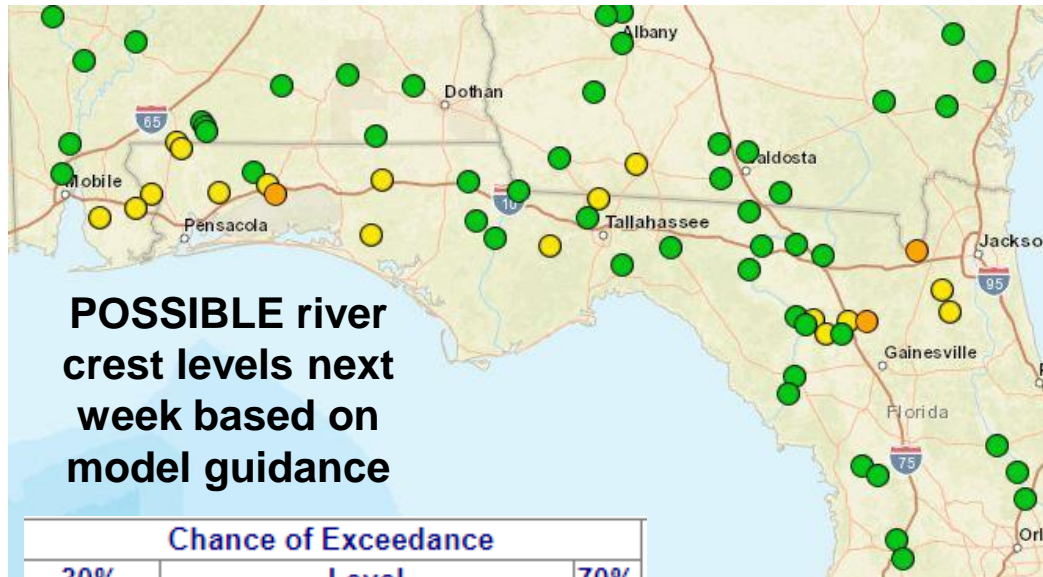 Albany
Dothan
65
Valdosta
Mobile
10
Tallahassee
Pensacola
Jackso
95
POSSIBLE river
crest levels next
week based on
model guidance
Gainesville
Florida
75
Chance of Exceedance
30% Level 70%
Orl